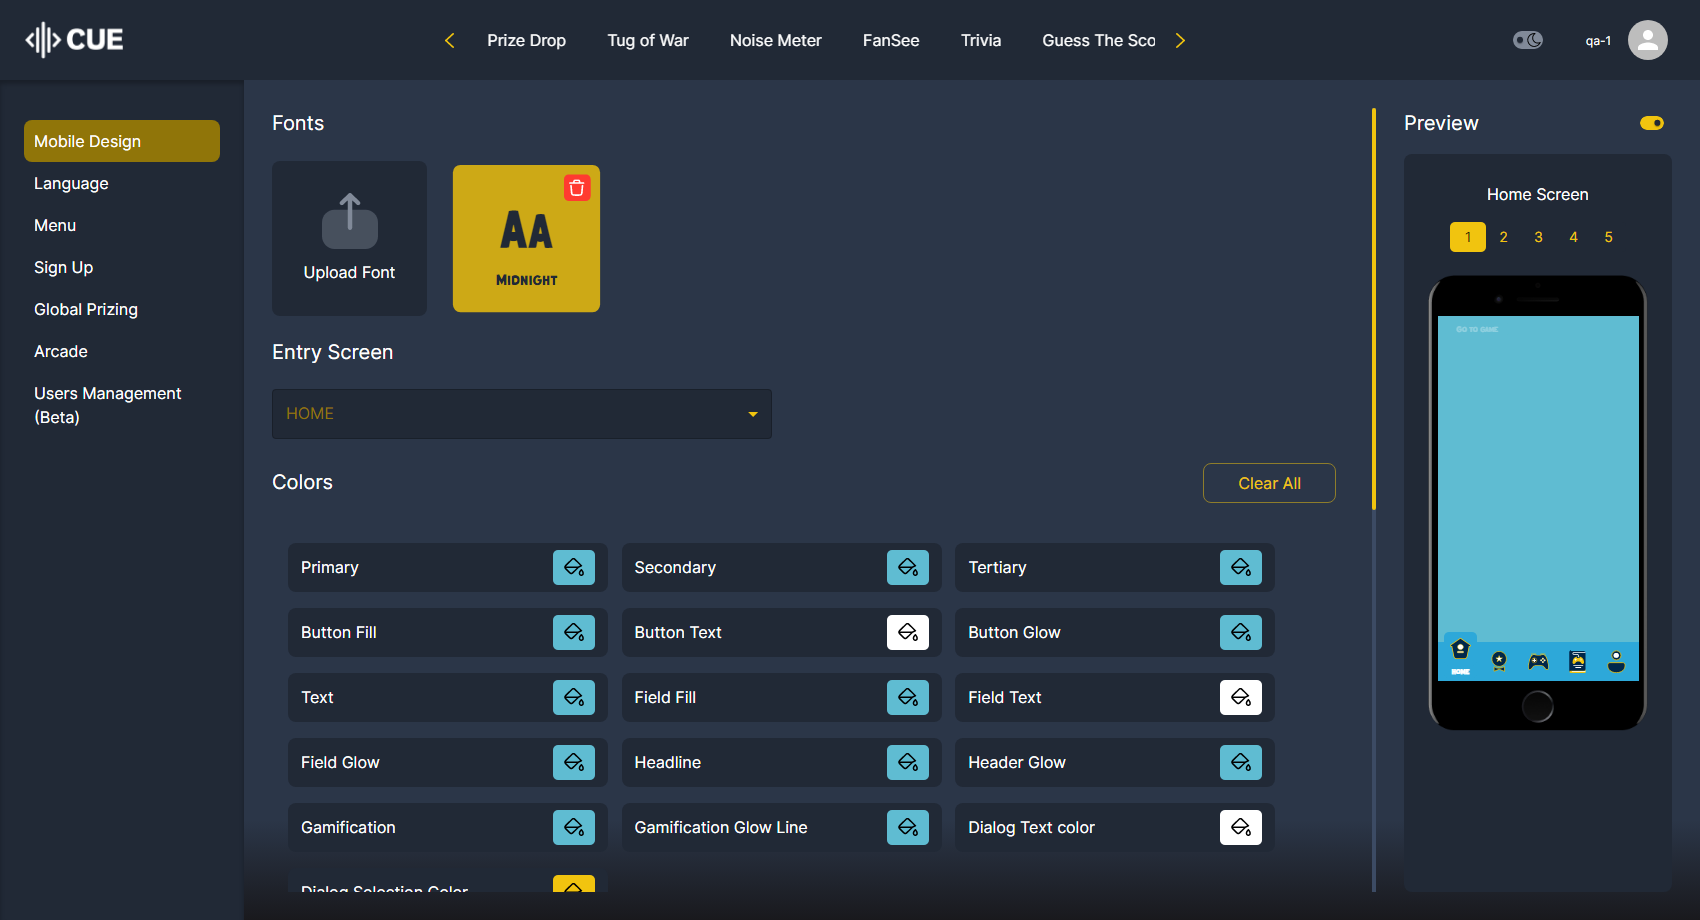 CUE
Prize Drop
Tug of War
Noise Meter
FanSee
Trivia
Guess The Sco
qa-1
Mobile Design
Language
Menu
Sign Up
Global Prizing
Arcade
Users Management
(Beta)
Fonts
Upload Font
AA
MIDNIGHT
Entry Screen
HOME
Colors
Clear All
Primary
Secondary
Tertiary
Button Fill
Button Text
Button Glow
Text
Field Fill
Field Text
Field Glow
Headline
Header Glow
Gamification
Gamification Glow Line
Dialog Text color
Dialog Selection Color
Preview
Home Screen
1 2 3 4 5
GO TO GAME
HOME